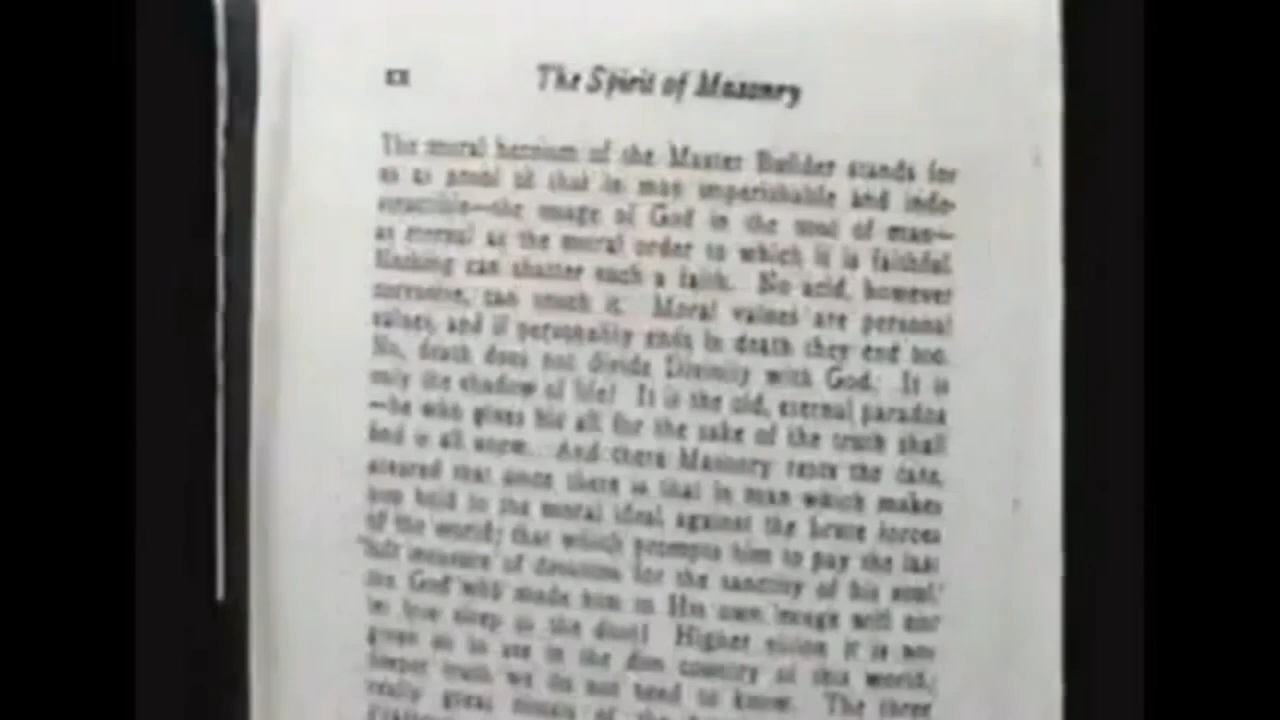 The Spirit of Masonry
The moral heroism of the Master Builder stands for
us as proof of that in man imperishable and inde-
structible—the image of God in the soul of man—
as eternal as the moral order to which it is faithful.
Nothing can shatter such a faith. No acid, however
corrosive, can touch it. Moral values are personal
values, and if personality ends in death they end too.
No, death does not divide Divinity with God. It is
only the shadow of life! It is the old, eternal paradox
—he who gives his all for the sake of the truth shall
find it all anew. And there Masonry rests the case,
assured that since there is that in man which makes
him hold to the moral ideal, against the brute forces
of the world; that which prompts him to pay the last
full measure of devotion for the sanctity of his soul,
the God who made him in His own image will not
let him sleep in the dust! Higher vision it is not
given us to see in the dim country of this world;
deeper truth we do not need to know. The three
really great rituals of the